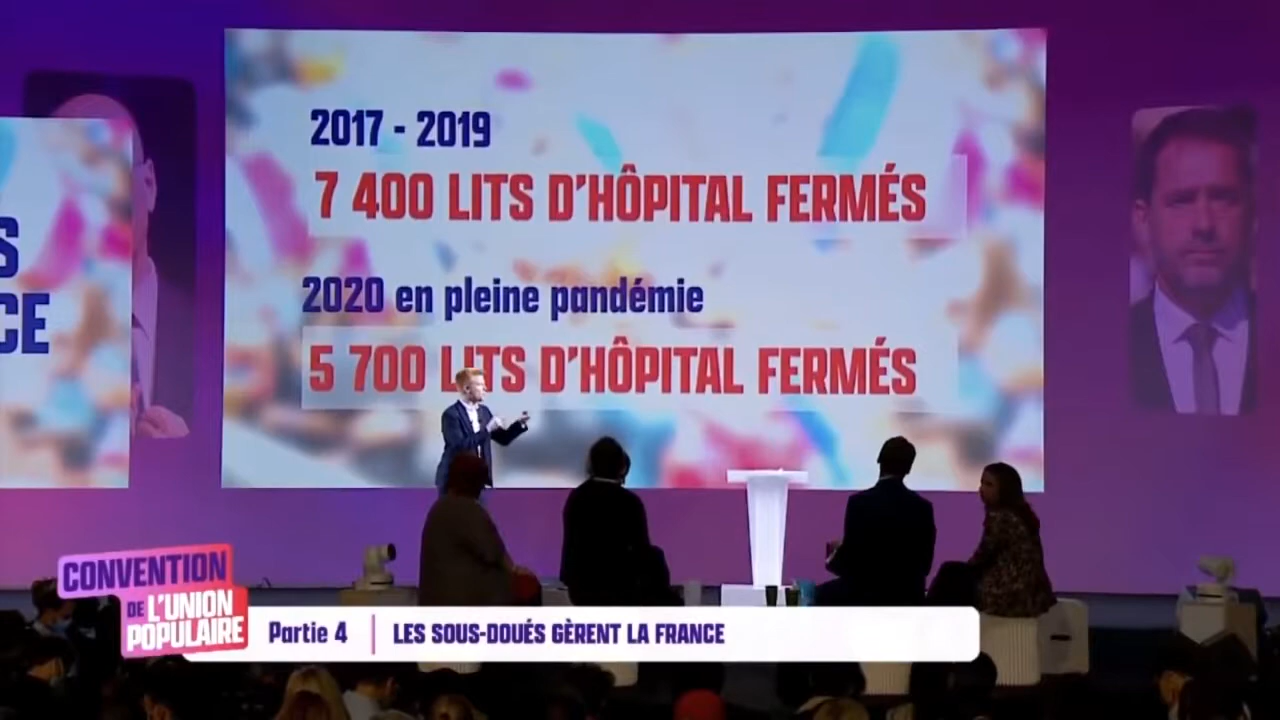 2017 - 2019
7 400 LITS D'HÔPITAL FERMÉS
2020 en pleine pandémie
5 700 LITS D'HÔPITAL FERMÉS
S
CE
CONVENTION
DE L'UNION
POPULAIRE
Partie 4
LES SOUS-DOUÉS GÈRENT LA FRANCE